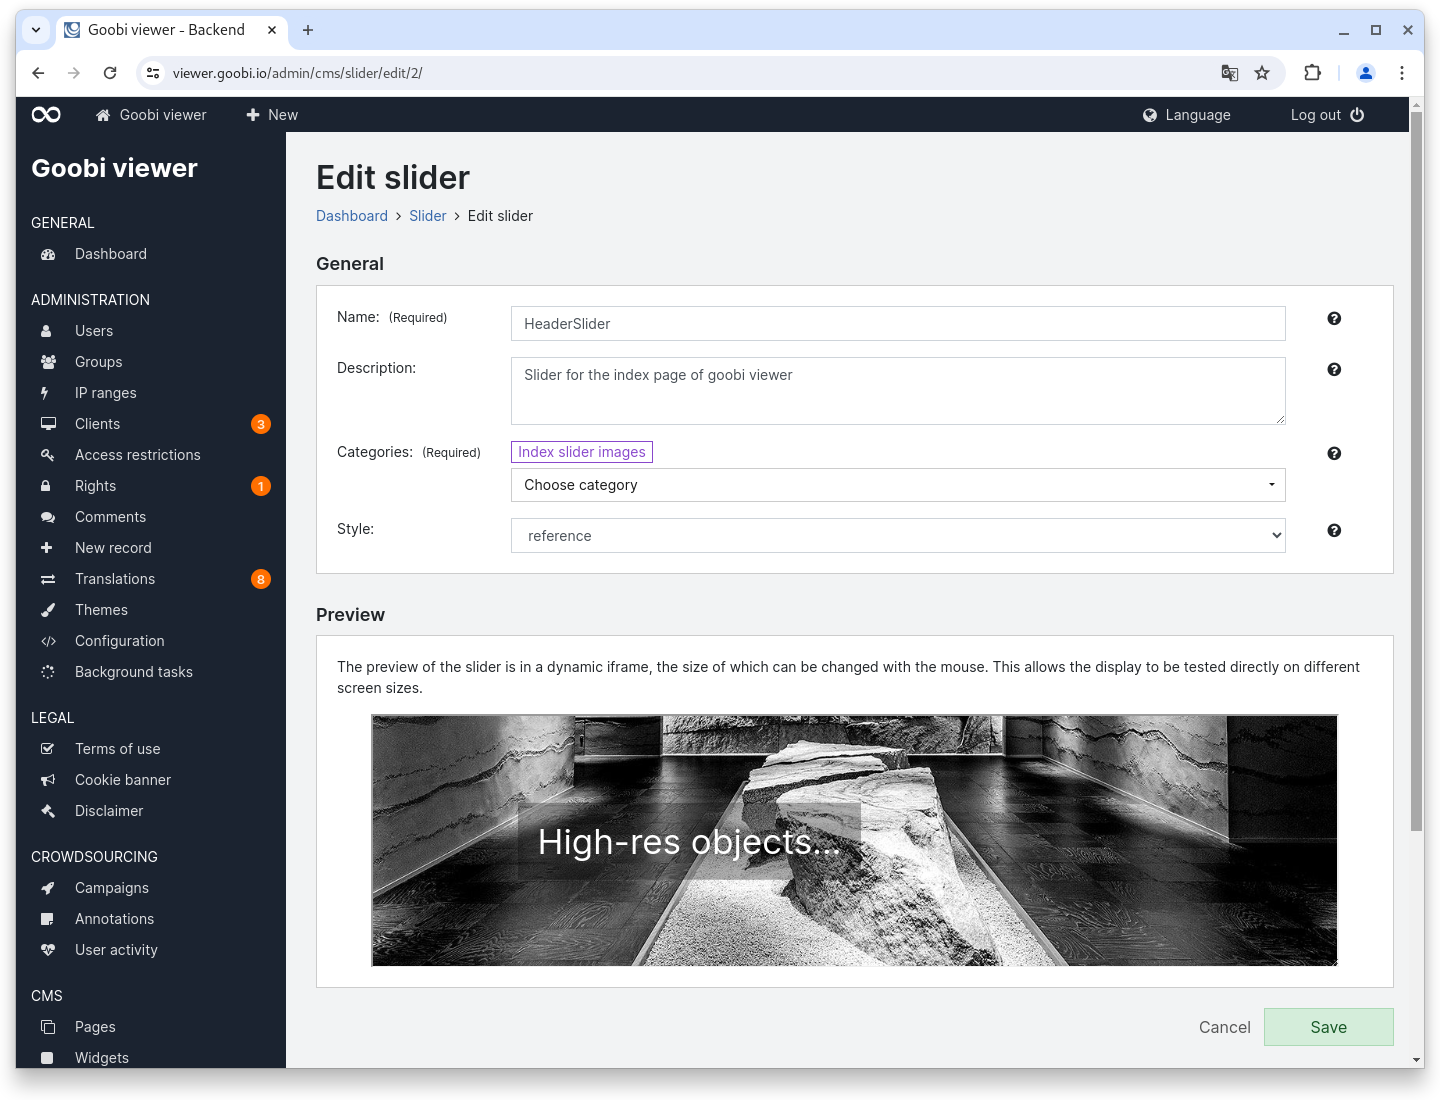 Goobi viewer - Backend
viewer.goobi.io/admin/cms/slider/edit/2/
Goobi viewer
New
Language
Log out
Goobi viewer
GENERAL
Dashboard
ADMINISTRATION
Users
Groups
IP ranges
Clients 3
Access restrictions
Rights 1
Comments
New record
Translations 8
Themes
Configuration
Background tasks
LEGAL
Terms of use
Cookie banner
Disclaimer
CROWDSOURCING
Campaigns
Annotations
User activity
CMS
Pages
Widgets
Edit slider
Dashboard > Slider > Edit slider
General
Name: (Required) HeaderSlider
Description: Slider for the index page of goobi viewer
Categories: (Required) Index slider images
Choose category
Style: reference
Preview
The preview of the slider is in a dynamic iframe, the size of which can be changed with the mouse. This allows the display to be tested directly on different
screen sizes.
High-res objects...
Cancel Save